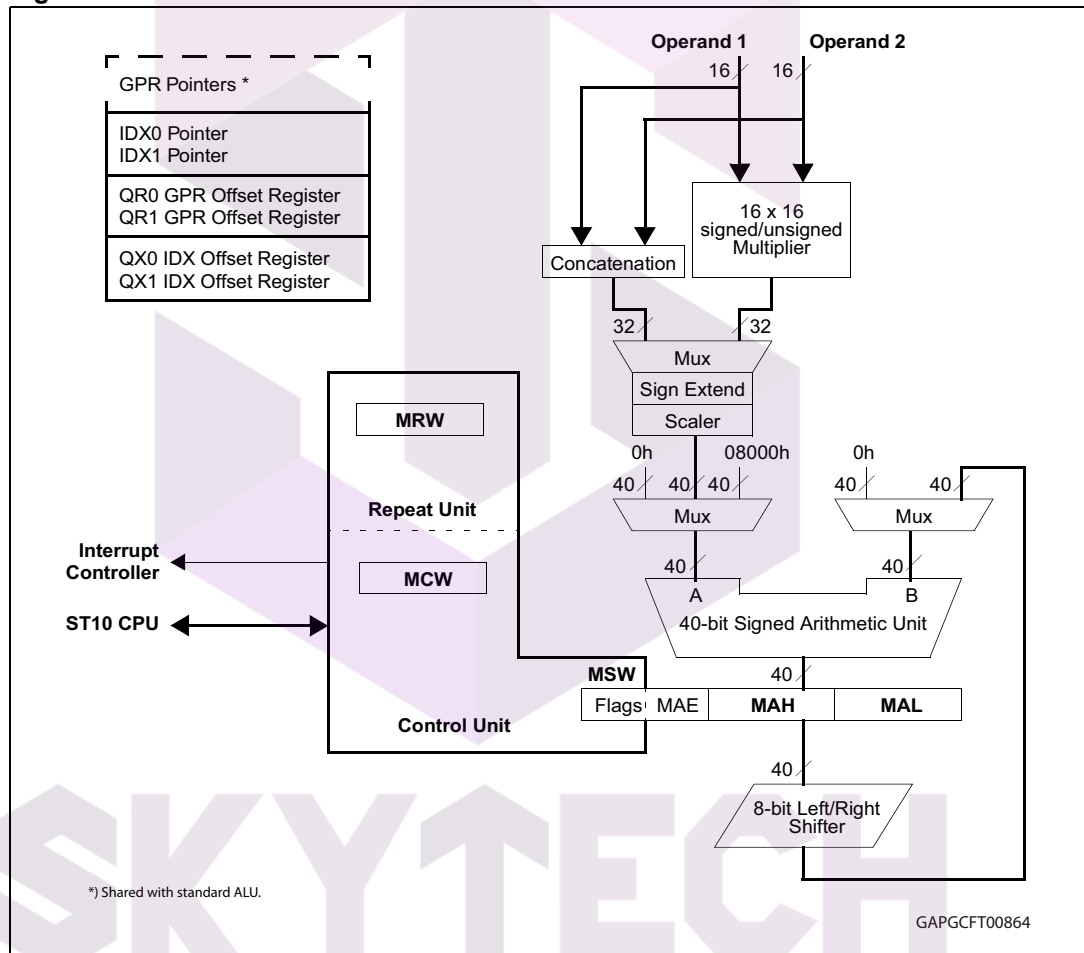 GPR Pointers *
IDX0 Pointer
IDX1 Pointer
QR0 GPR Offset Register
QR1 GPR Offset Register
QX0 IDX Offset Register
QX1 IDX Offset Register
Operand 1 Operand 2
16 16
16 x 16
signed/unsigned
Multiplier
Concatenation
32 32
Mux
Sign Extend
Scaler
0h 08000h 0h
40 40 40 40 40
Mux Mux
40 40
A B
40-bit Signed Arithmetic Unit
40
MRW
Repeat Unit
Interrupt
Controller
MCW
ST10 CPU
MSW
Flags MAE MAH MAL
Control Unit
40
8-bit Left/Right
Shifter
*) Shared with standard ALU.
GAPGCFT00864
SKYTECH